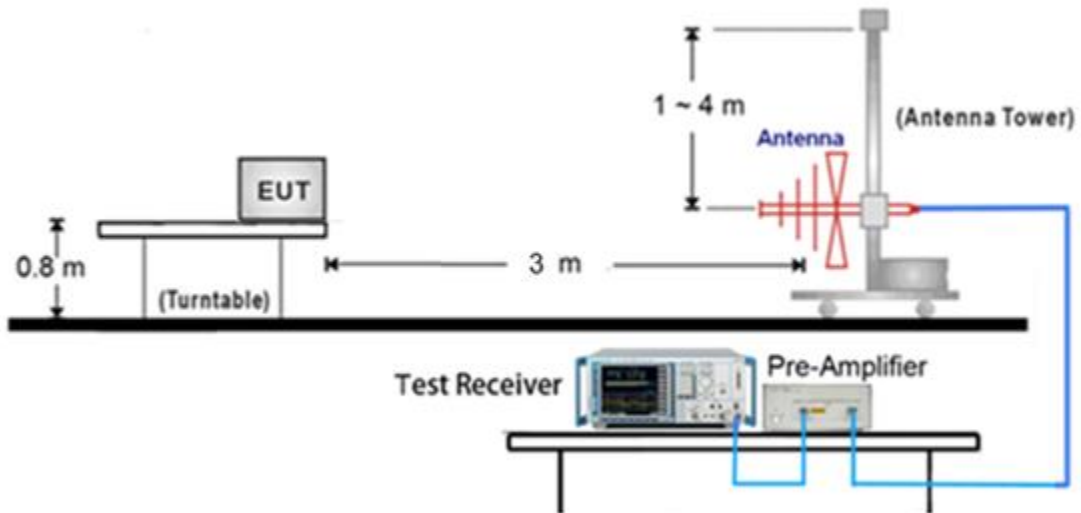 1 ~ 4 m
(Antenna Tower)
Antenna
EUT
0.8 m
3 m
(Turntable)
Test Receiver
Pre-Amplifier